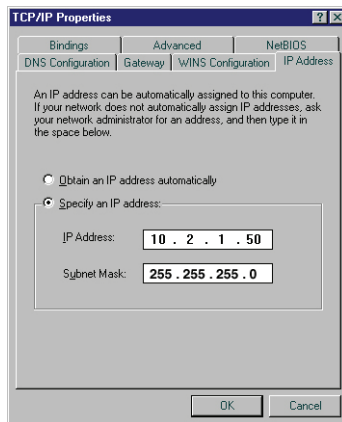 TCP/IP Properties
Bindings Advanced NetBIOS
DNS Configuration Gateway WINS Configuration IP Address
An IP address can be automatically assigned to this computer.
If your network does not automatically assign IP addresses, ask
your network administrator for an address, and then type it in
the space below.
Obtain an IP address automatically
Specify an IP address:
IP Address: 10 . 2 . 1 . 50
Subnet Mask: 255 . 255 . 255 . 0
OK Cancel